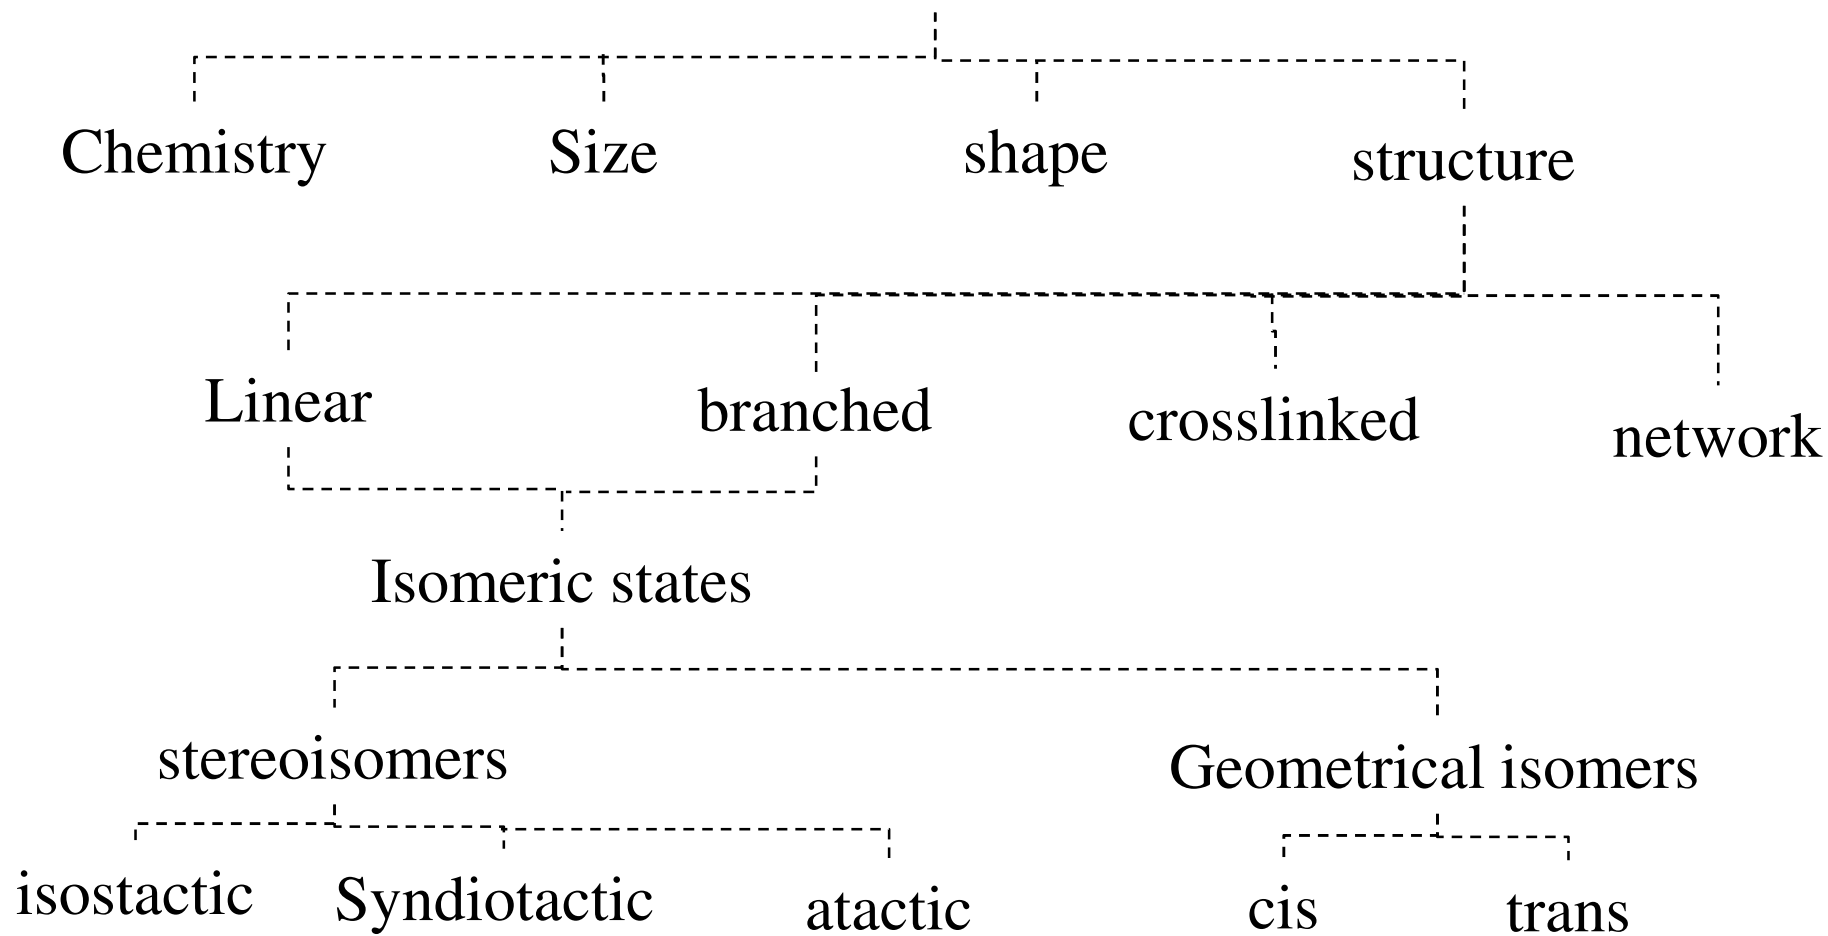 Chemistry Size shape structure
Linear branched crosslinked network
Isomeric states
stereoisomers Geometrical isomers
isostactic Syndiotactic atactic cis trans